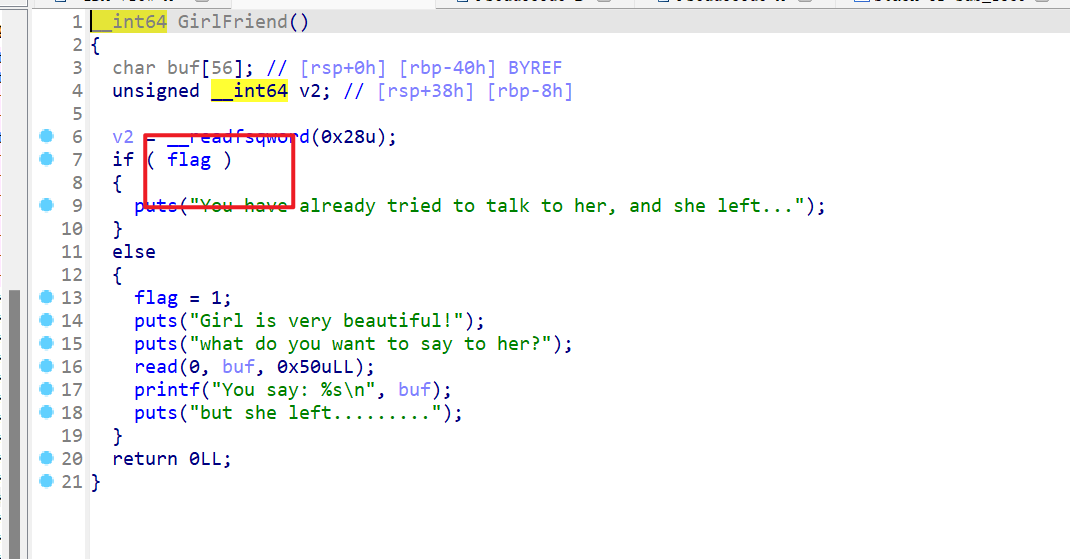 1 __int64 GirlFriend()
2 {
3 char buf[56]; // [rsp+0h] [rbp-40h] BYREF
4 unsigned __int64 v2; // [rsp+38h] [rbp-8h]
5
6 v2 = __readfsqword(0x28u);
7 if ( flag )
8 {
9 puts("You have already tried to talk to her, and she left...");
10 }
11 else
12 {
13 flag = 1;
14 puts("Girl is very beautiful!");
15 puts("what do you want to say to her?");
16 read(0, buf, 0x50uLL);
17 printf("You say: %s\n", buf);
18 puts("but she left.........");
19 }
20 return 0LL;
21 }